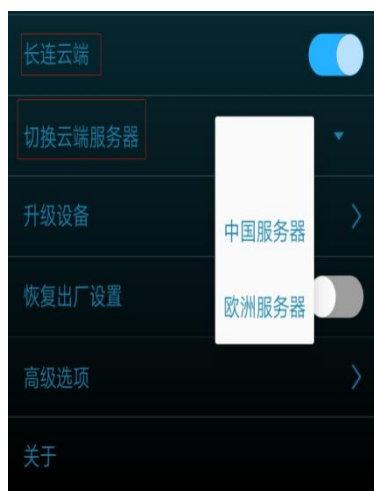 长连云端
切换云端服务器
升级设备
中国服务器
恢复出厂设置
欧洲服务器
高级选项
关于